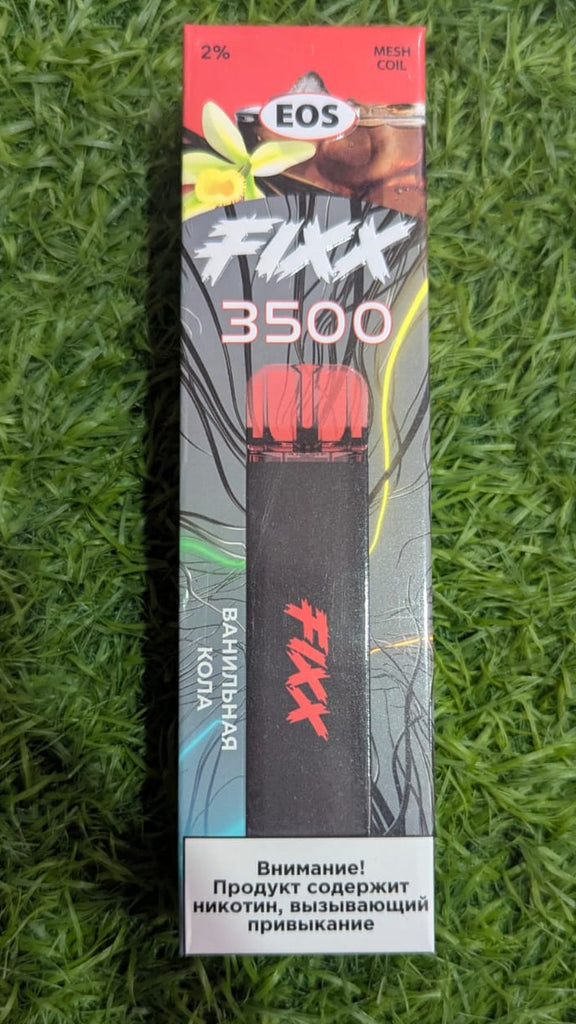 2%
MESH
COIL
EOS
FIXX
3500
FIXX
ВАНИЛЬНАЯ
КОЛА
Внимание!
Продукт содержит
никотин, вызывающий
привыкание